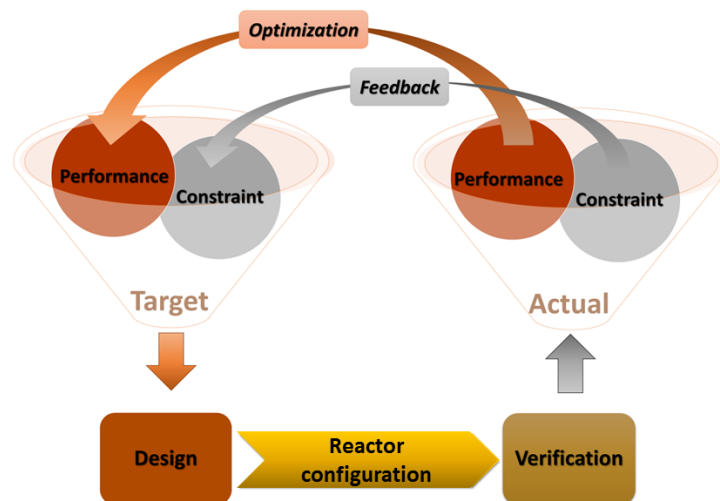 Optimization
Feedback
Performance
Constraint
Performance
Constraint
Target
Actual
Design
Reactor
configuration
Verification